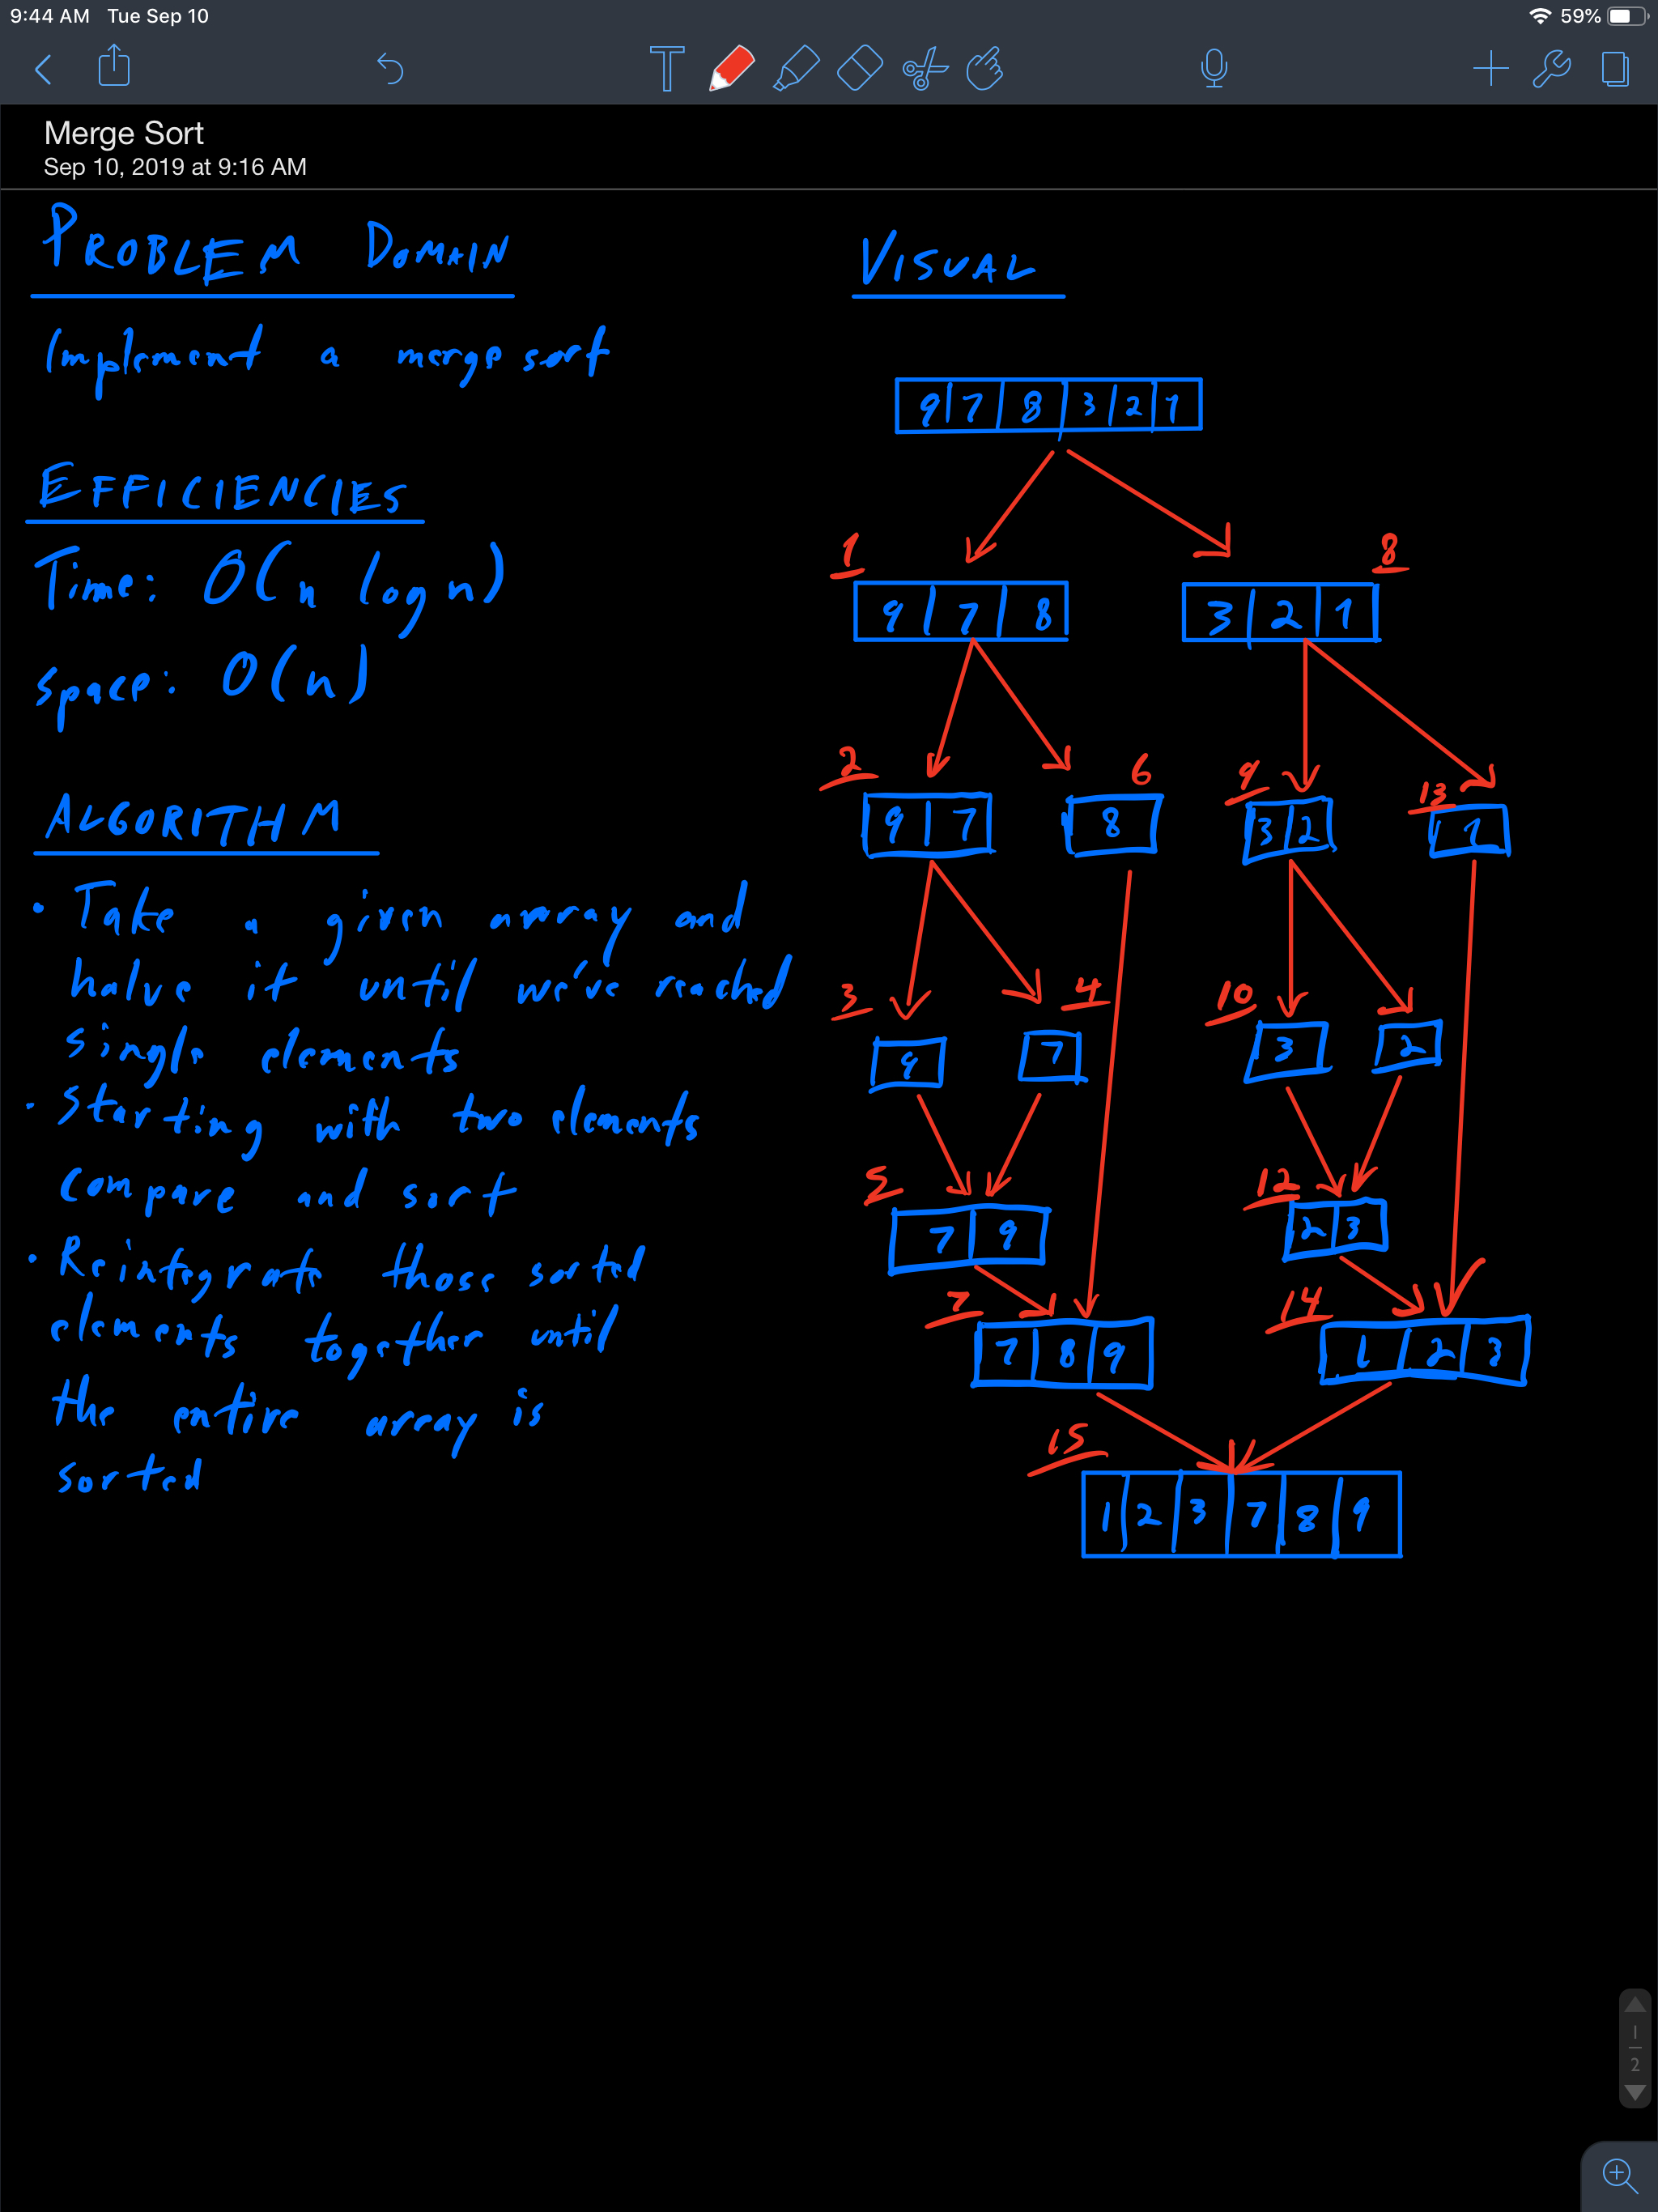 9:44 AM Tue Sep 10
59%
T
Merge Sort
Sep 10, 2019 at 9:16 AM
PROBLEM DOMAIN
Implement a merge sort
EFFICIENCIES
Time: O(n log n)
Space: O(n)
ALGORITHM
• Take a given array and
halve it until we've reached
single elements
• Starting with two elements
compare and sort
• Reintegrate those sorted
elements together until
the entire array is
sorted
VISUAL
9 | 7 | 8 | 3 | 2 | 1
1
8
9 | 7 | 8
3 | 2 | 1
2
6
9
13
9 | 7
8
3 | 2
1
3
4
10
9
7
3
2
5
12
7 | 9
2 | 3
7
14
7 | 8 | 9
1 | 2 | 3
15
1 | 2 | 3 | 7 | 8 | 9
1
2